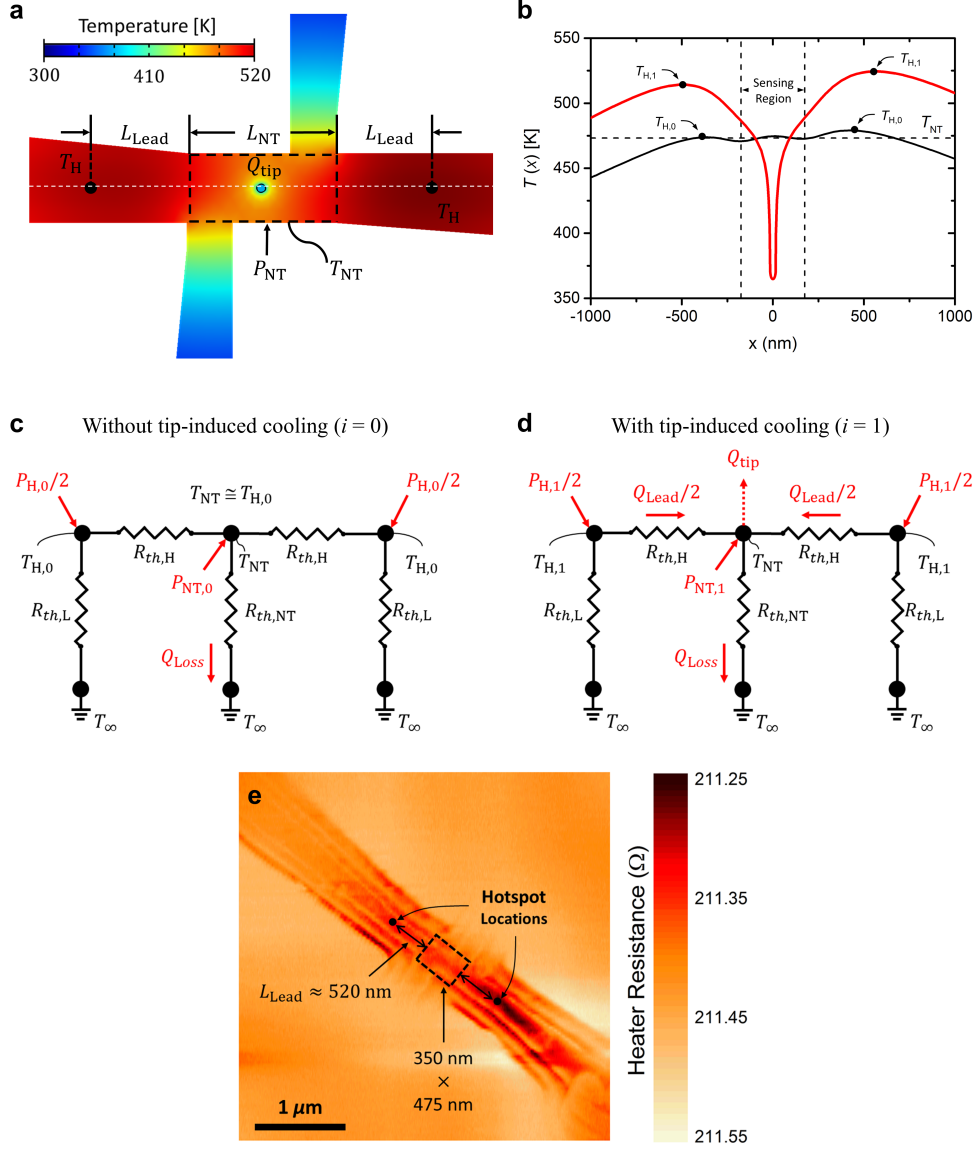 a
Temperature [K]
300 410 520
L_Lead L_NT L_Lead
T_H Q_tip T_H
P_NT T_NT
b
550
500
450
400
350
T (x) [K]
T_H,1 T_H,1
Sensing
Region
T_H,0 T_H,0 T_NT
-1000 -500 0 500 1000
x (nm)
c Without tip-induced cooling (i = 0)
P_H,0/2 P_H,0/2
T_NT ≅ T_H,0
R_th,H R_th,H
T_H,0 T_NT T_H,0
P_NT,0
R_th,L R_th,NT R_th,L
Q_Loss
T_∞ T_∞ T_∞
d With tip-induced cooling (i = 1)
Q_tip
P_H,1/2 P_H,1/2
Q_Lead/2 Q_Lead/2
R_th,H R_th,H
T_H,1 T_NT T_H,1
P_NT,1
R_th,L R_th,NT R_th,L
Q_Loss
T_∞ T_∞ T_∞
e
Hotspot
Locations
L_Lead ≈ 520 nm
350 nm
×
475 nm
1 μm
211.25
211.35
211.45
211.55
Heater Resistance (Ω)